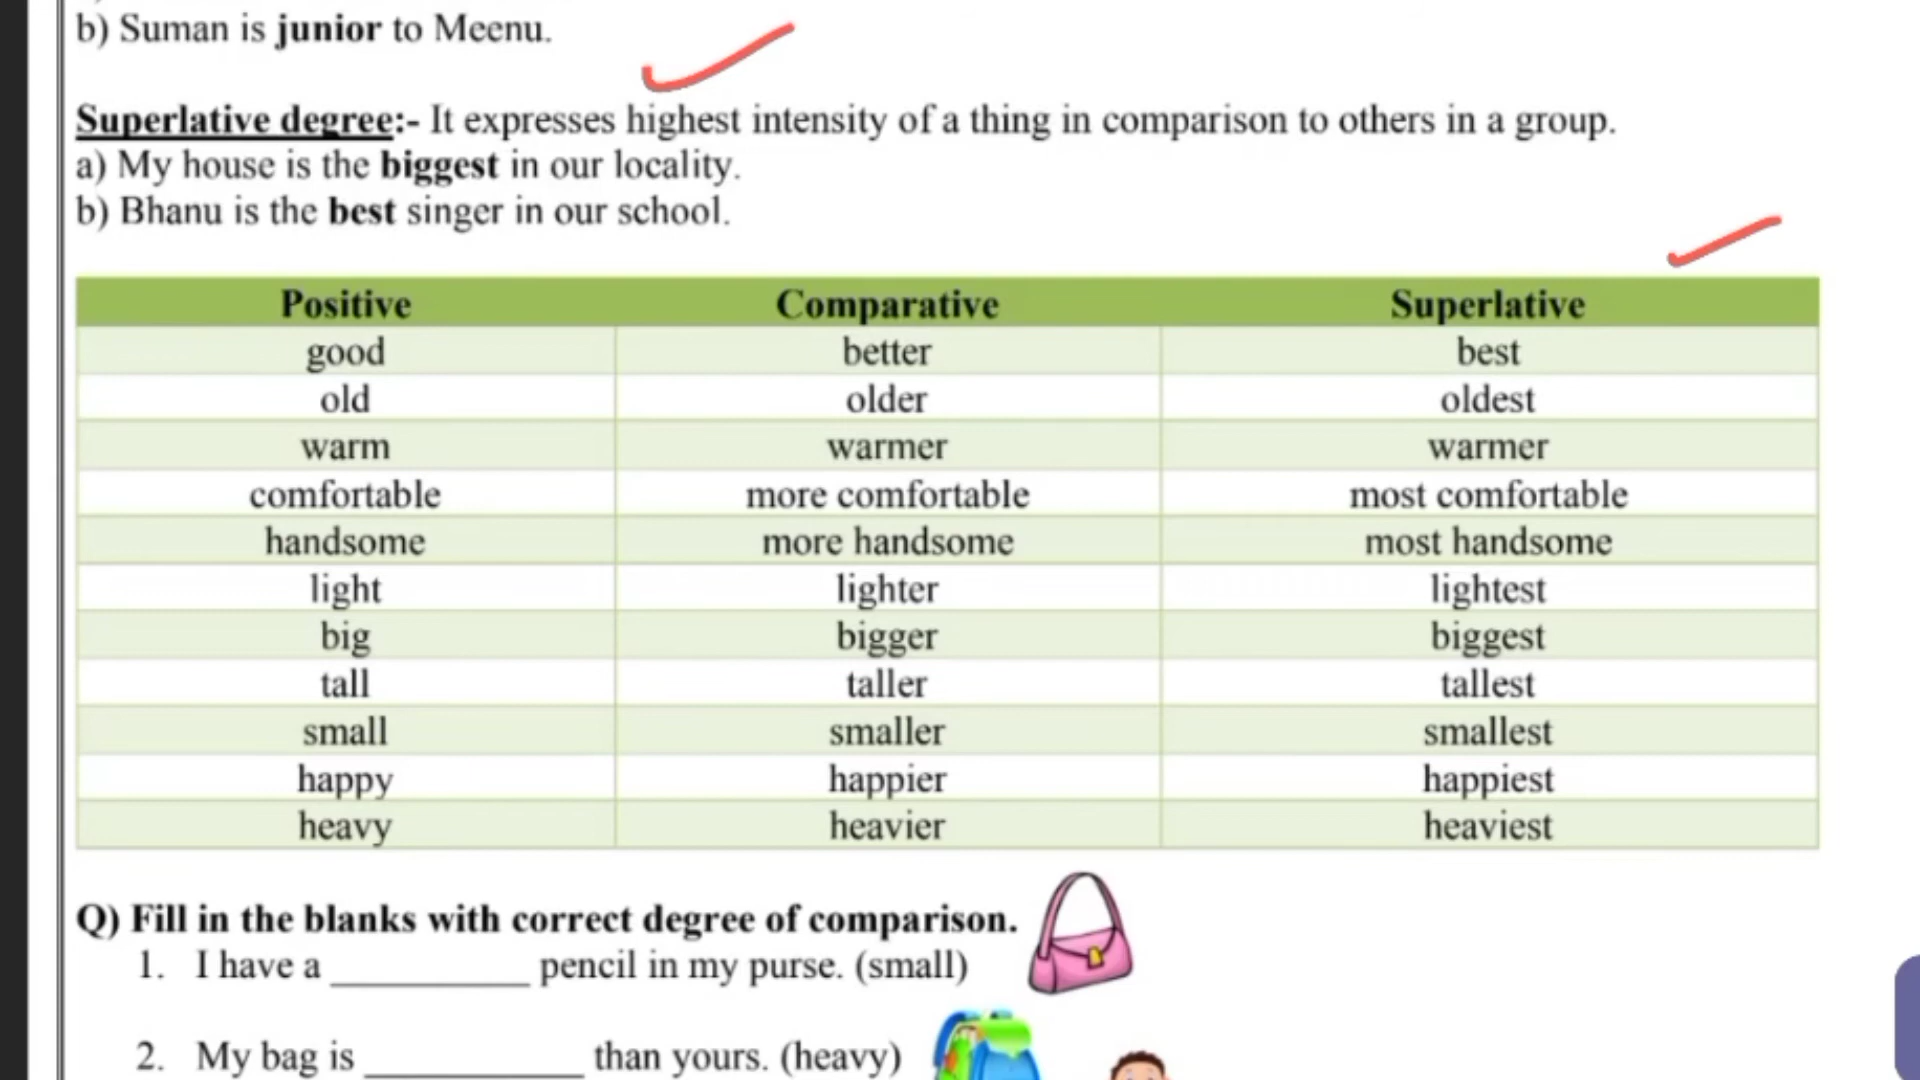 b) Suman is junior to Meenu.
Superlative degree:- It expresses highest intensity of a thing in comparison to others in a group.
a) My house is the biggest in our locality.
b) Bhanu is the best singer in our school.
Positive Comparative Superlative
good better best
old older oldest
warm warmer warmer
comfortable more comfortable most comfortable
handsome more handsome most handsome
light lighter lightest
big bigger biggest
tall taller tallest
small smaller smallest
happy happier happiest
heavy heavier heaviest
Q) Fill in the blanks with correct degree of comparison.
1. I have a __________ pencil in my purse. (small)
2. My bag is ___________ than yours. (heavy)